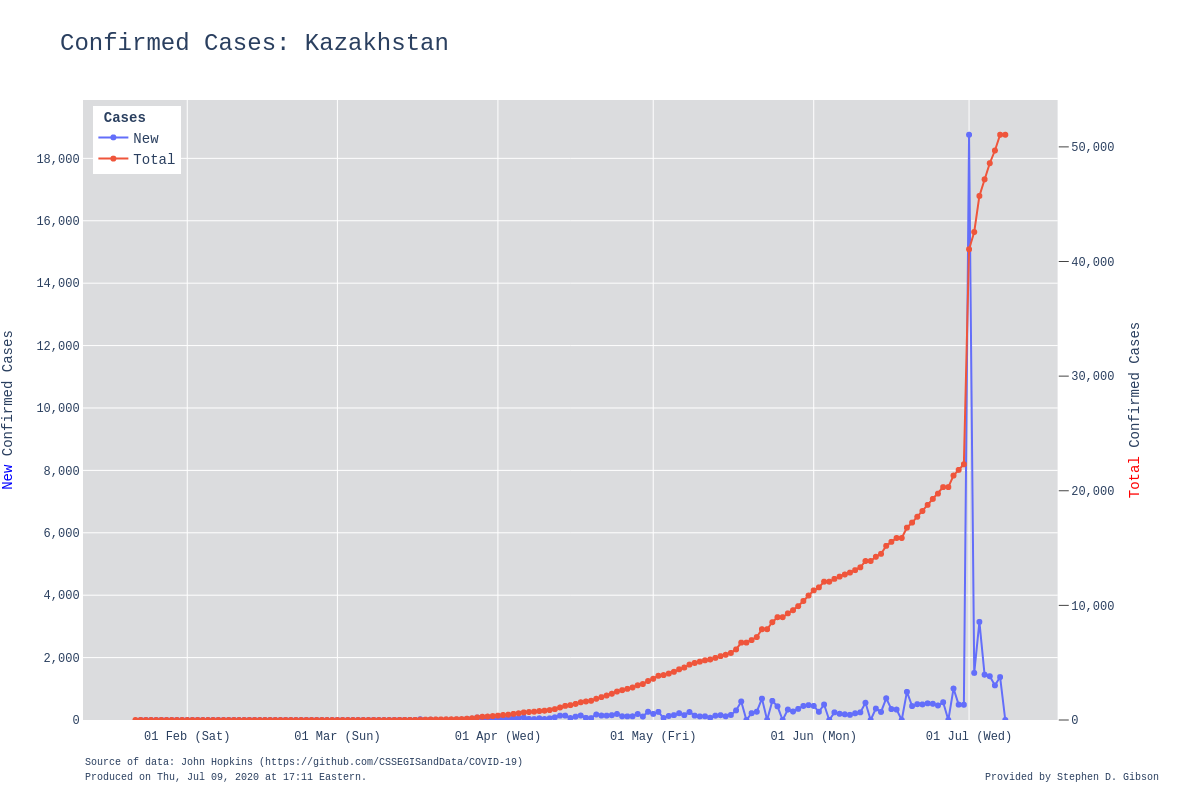 Confirmed Cases: Kazakhstan
Cases
New
Total
18,000
16,000
14,000
12,000
10,000
8,000
6,000
4,000
2,000
0
New Confirmed Cases
50,000
40,000
30,000
20,000
10,000
0
Total Confirmed Cases
01 Feb (Sat)
01 Mar (Sun)
01 Apr (Wed)
01 May (Fri)
01 Jun (Mon)
01 Jul (Wed)
Source of data: John Hopkins (https://github.com/CSSEGISandData/COVID-19)
Produced on Thu, Jul 09, 2020 at 17:11 Eastern.
Provided by Stephen D. Gibson